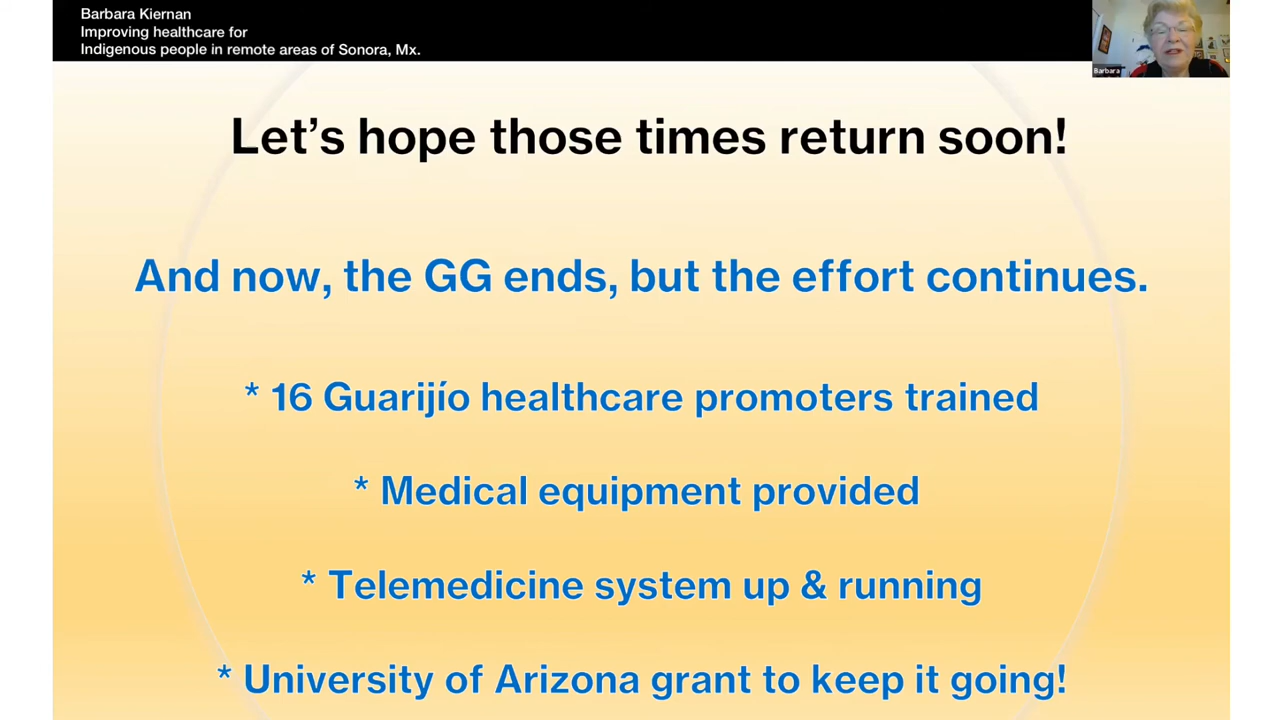 Barbara Kiernan
Improving healthcare for
Indigenous people in remote areas of Sonora, Mx.
Barbara
Let's hope those times return soon!
And now, the GG ends, but the effort continues.
* 16 Guarijío healthcare promoters trained
* Medical equipment provided
* Telemedicine system up & running
* University of Arizona grant to keep it going!